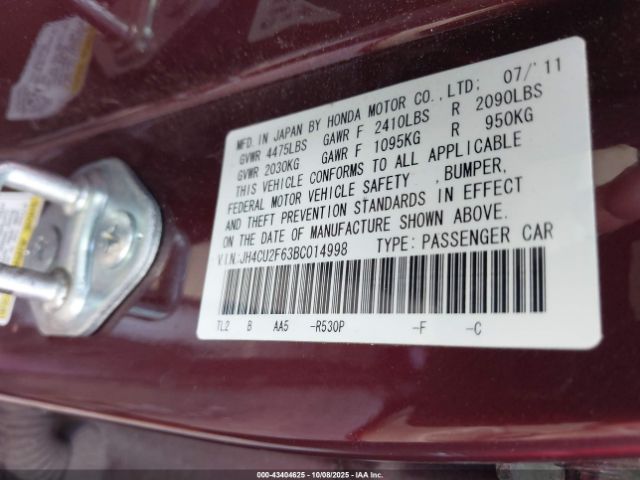 MFD. IN JAPAN BY HONDA MOTOR CO., LTD; 07/'11
GVWR 4475LBS GAWR F 2410LBS R 2090LBS
GVWR 2030KG GAWR F 1095KG R 950KG
THIS VEHICLE CONFORMS TO ALL APPLICABLE
FEDERAL MOTOR VEHICLE SAFETY , BUMPER,
AND THEFT PREVENTION STANDARDS IN EFFECT
ON THE DATE OF MANUFACTURE SHOWN ABOVE.
V.I.N.:JH4CU2F63BC014998 TYPE: PASSENGER CAR
TL2 B AA5 -R530P -F -C
000-43404625 | 10/08/2025 | IAA Inc.